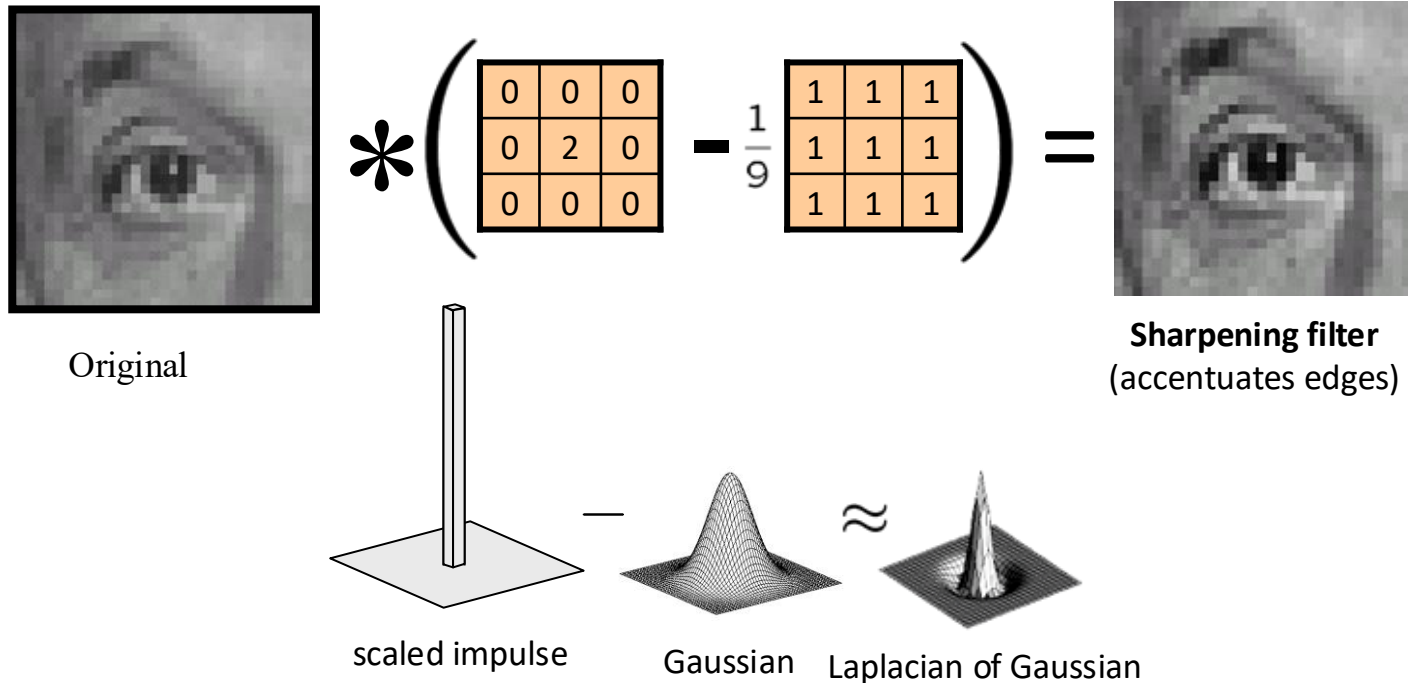 0 0 0 1 1 1
* ( 0 2 0 - 1/9 1 1 1 ) =
0 0 0 1 1 1
Original
Sharpening filter
(accentuates edges)
— ≈
scaled impulse
Gaussian
Laplacian of Gaussian